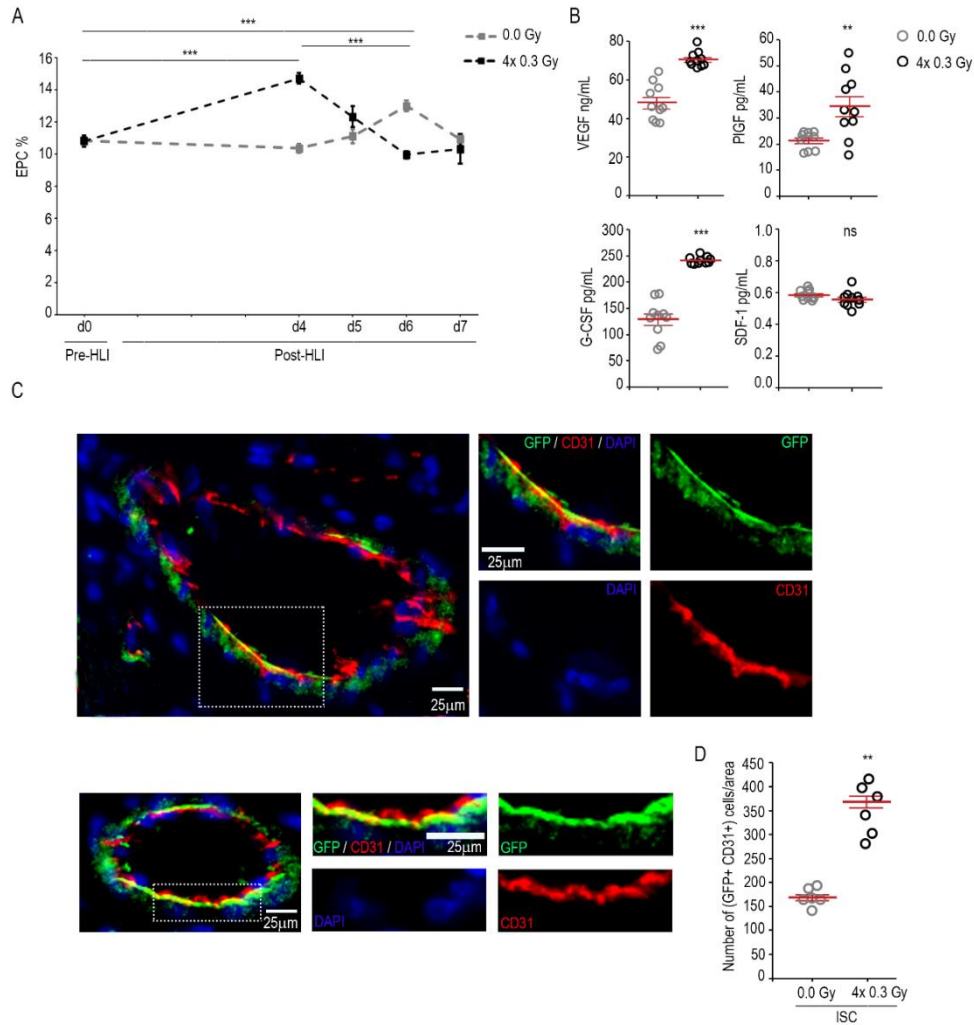 A
***
***
***
0.0 Gy
4x 0.3 Gy
EPC %
16
14
12
10
8
6
4
2
0
d0
d4
d5
d6
d7
Pre-HLI
Post-HLI
B
0.0 Gy
4x 0.3 Gy
***
VEGF ng/mL
80
60
40
20
0
**
PlGF pg/mL
60
50
40
30
20
10
0
***
G-CSF pg/mL
250
200
150
100
50
0
ns
SDF-1 pg/mL
1.0
0.8
0.6
0.4
0.2
0.0
C
25µm
GFP / CD31 / DAPI
25µm
GFP
DAPI
CD31
25µm
GFP / CD31 / DAPI
25µm
GFP
DAPI
CD31
D
**
Number of (GFP+ CD31+) cells/area
450
400
350
300
250
200
150
100
50
0
0.0 Gy
4x 0.3 Gy
ISC